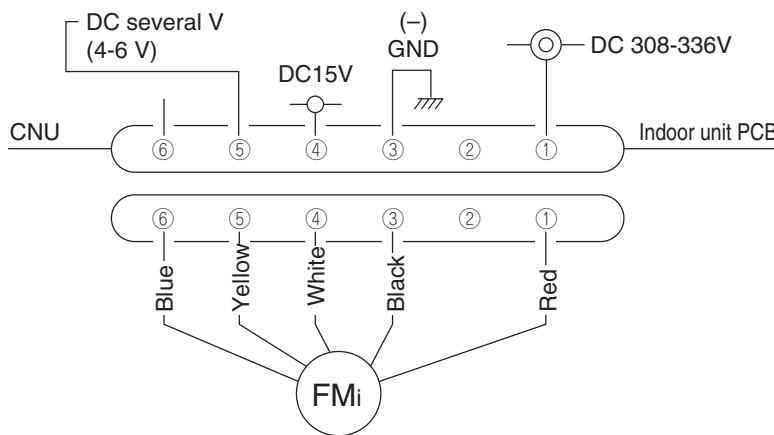 DC several V
(4-6 V)
(–)
GND
DC 308-336V
DC15V
CNU
⑥ ⑤ ④ ③ ② ①
Indoor unit PCB
⑥ ⑤ ④ ③ ② ①
Blue
Yellow
White
Black
Red
FMi